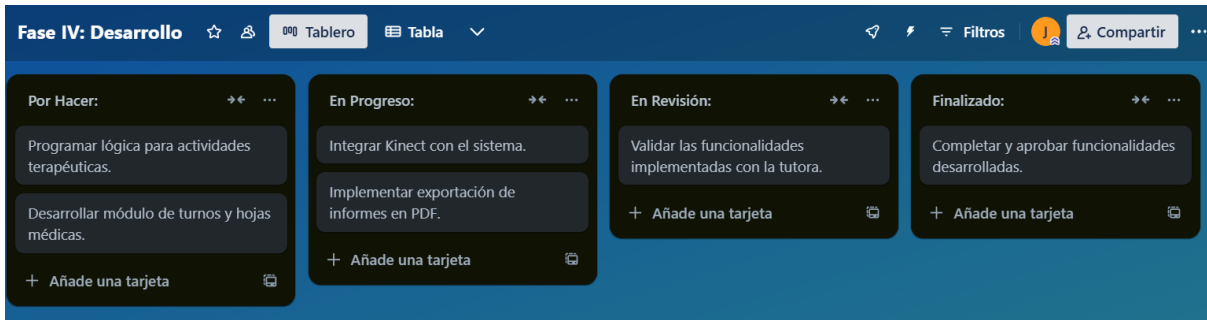 Fase IV: Desarrollo
Tablero
Tabla
Filtros
J
Compartir
Por Hacer:
Programar lógica para actividades
terapéuticas.
Desarrollar módulo de turnos y hojas
médicas.
+ Añade una tarjeta
En Progreso:
Integrar Kinect con el sistema.
Implementar exportación de
informes en PDF.
+ Añade una tarjeta
En Revisión:
Validar las funcionalidades
implementadas con la tutora.
+ Añade una tarjeta
Finalizado:
Completar y aprobar funcionalidades
desarrolladas.
+ Añade una tarjeta